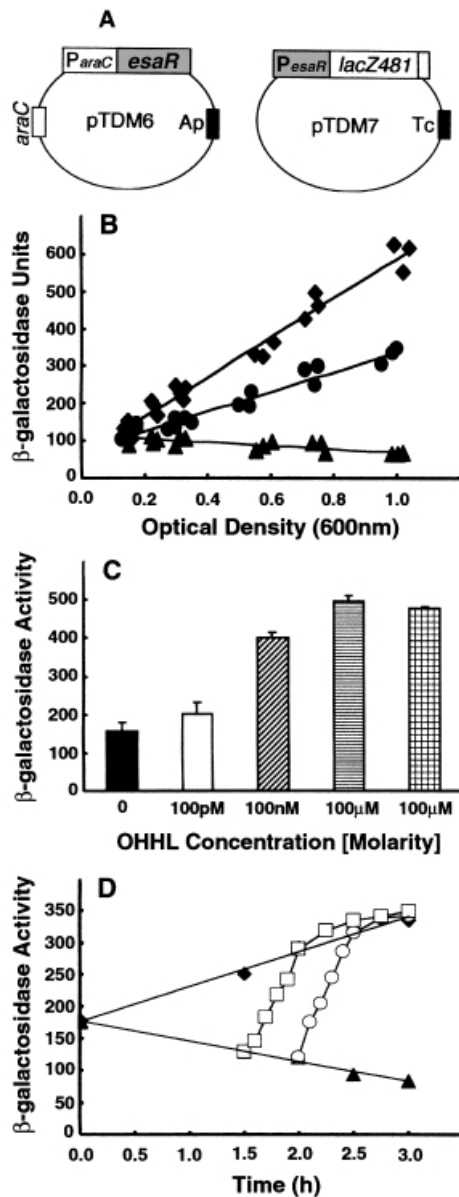 A
ParaC esaR
PesaR lacZ481
araC
pTDM6
Ap
pTDM7
Tc
B
β-galactosidase Units
600
500
400
300
200
100
0
0.0 0.2 0.4 0.6 0.8 1.0
Optical Density (600nm)
C
β-galactosidase Activity
500
400
300
200
100
0
0 100pM 100nM 100μM 100μM
OHHL Concentration [Molarity]
D
β-galactosidase Activity
350
300
250
200
150
100
50
0
0.0 0.5 1.0 1.5 2.0 2.5 3.0
Time (h)